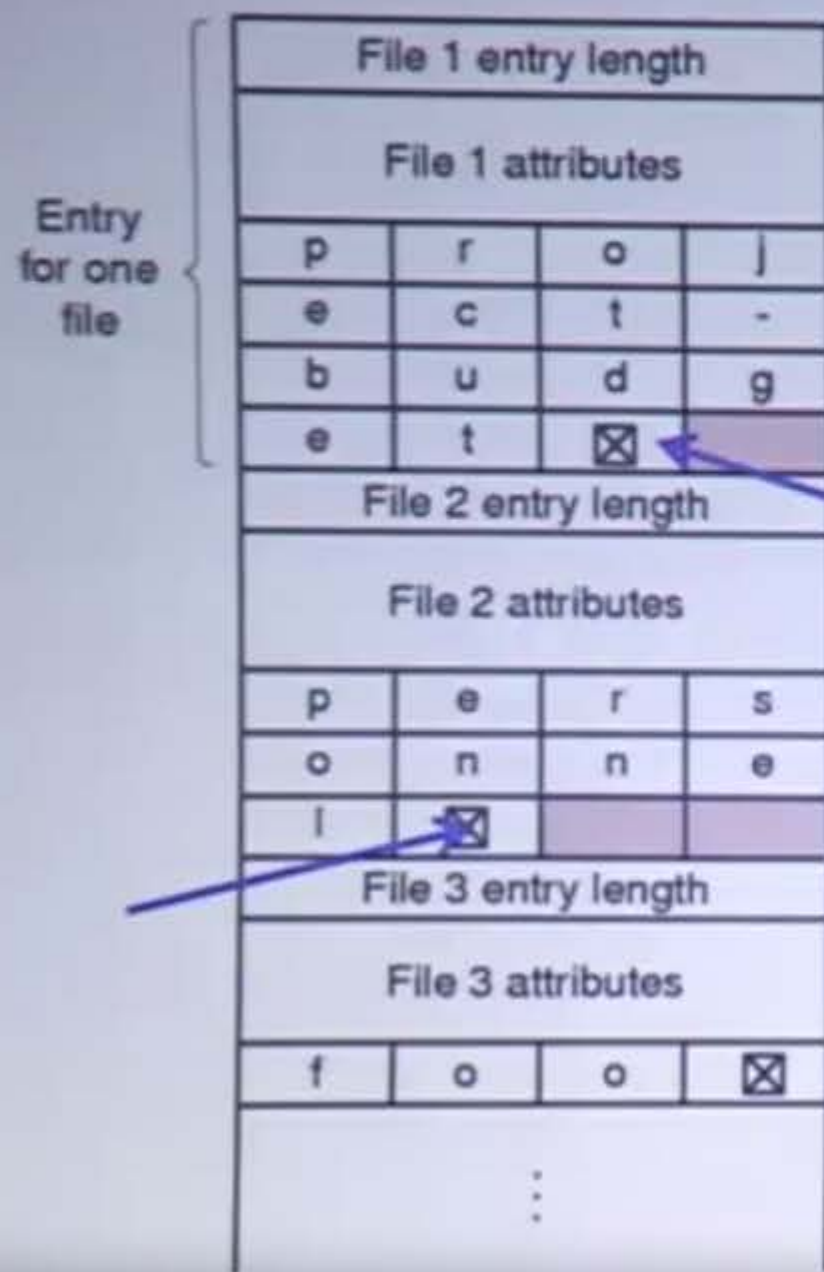 File 1 entry length
File 1 attributes
Entry
for one
file
p r o j
e c t -
b u d g
e t ☒
File 2 entry length
File 2 attributes
p e r s
o n n e
l ☒
File 3 entry length
File 3 attributes
f o o ☒
⋮